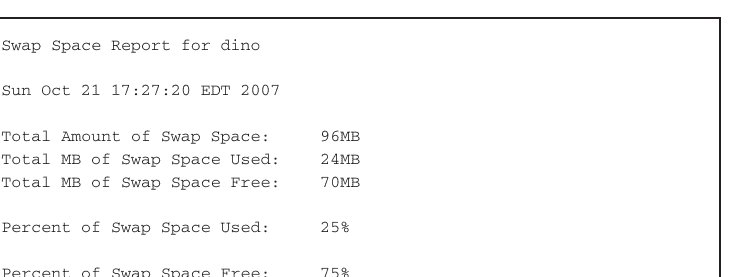 Swap Space Report for dino
Sun Oct 21 17:27:20 EDT 2007
Total Amount of Swap Space: 96MB
Total MB of Swap Space Used: 24MB
Total MB of Swap Space Free: 70MB
Percent of Swap Space Used: 25%
Percent of Swap Space Free: 75%